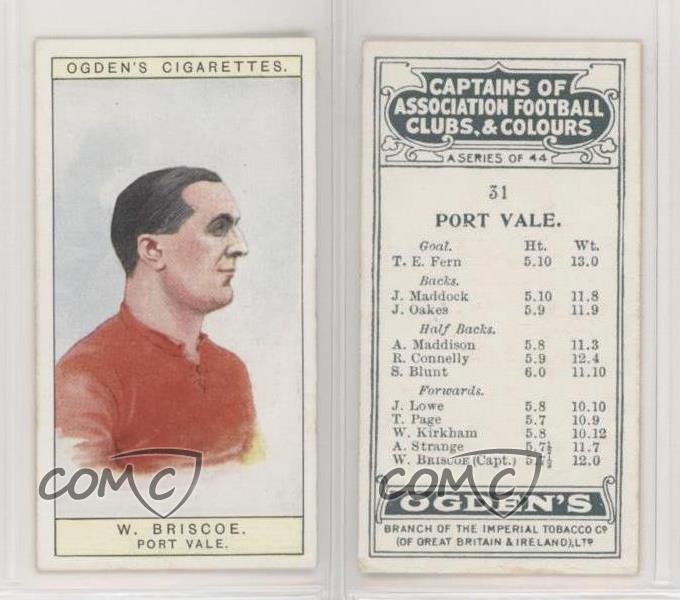 OGDEN'S CIGARETTES.
W. BRISCOE.
PORT VALE.
COMC
CAPTAINS OF
ASSOCIATION FOOTBALL
CLUBS, & COLOURS
A SERIES OF 44
31
PORT VALE.
Goal. Ht. Wt.
T. E. Fern 5.10 13.0
Backs.
J. Maddock 5.10 11.8
J. Oakes 5.9 11.9
Half Backs.
A. Maddison 5.8 11.3
R. Connelly 5.9 12.4
S. Blunt 6.0 11.10
Forwards.
J. Lowe 5.8 10.10
T. Page 5.7 10.9
W. Kirkham 5.8 10.12
A. Strange 5.7½ 11.7
W. BRISCOE (Capt.) 5.7½ 12.0
COMC
OGDEN'S
BRANCH OF THE IMPERIAL TOBACCO Co
(OF GREAT BRITAIN & IRELAND), LTD